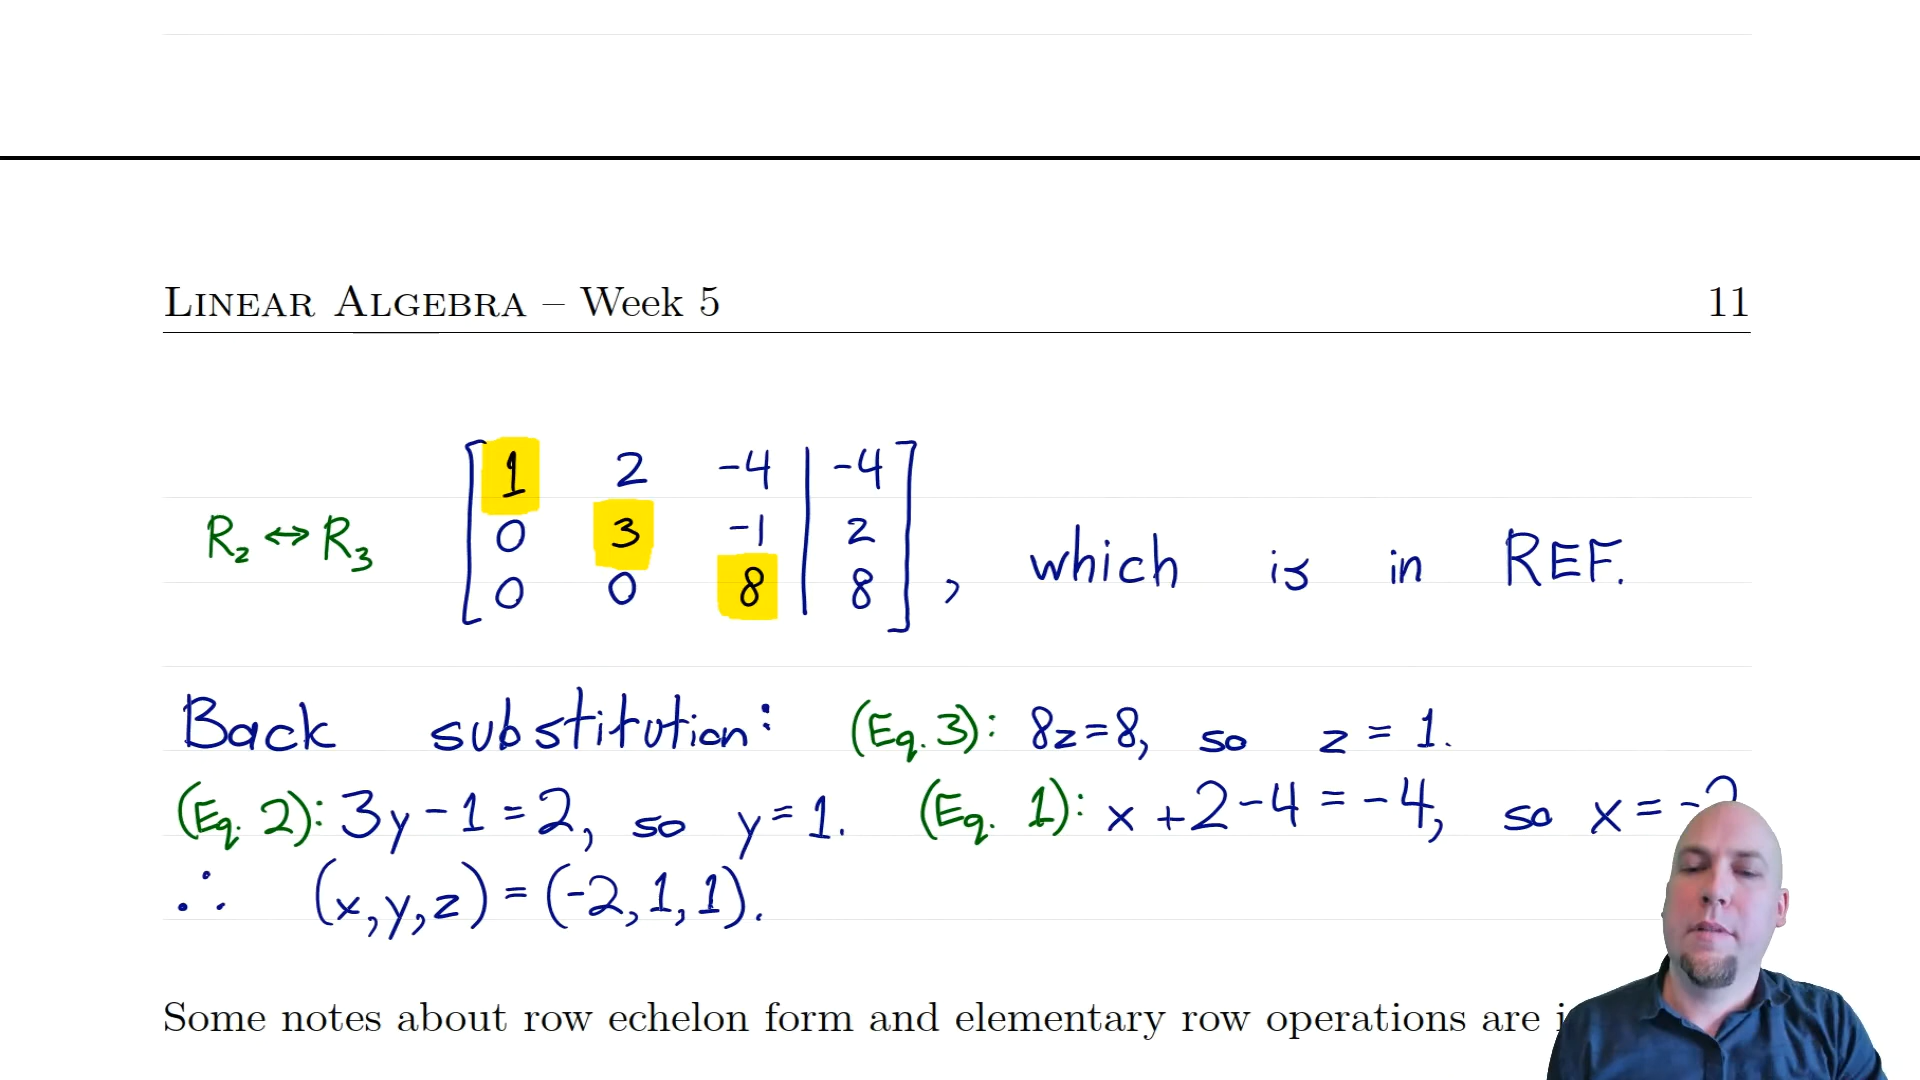 LINEAR ALGEBRA – Week 5 11
1 2 -4 | -4
R₂ ↔ R₃ 0 3 -1 | 2 , which is in REF.
0 0 8 | 8
Back substitution: (Eq. 3): 8z=8, so z = 1.
(Eq. 2): 3y-1=2, so y=1. (Eq. 1): x+2-4=-4, so x=-2
∴ (x,y,z)=(-2,1,1).
Some notes about row echelon form and elementary row operations are